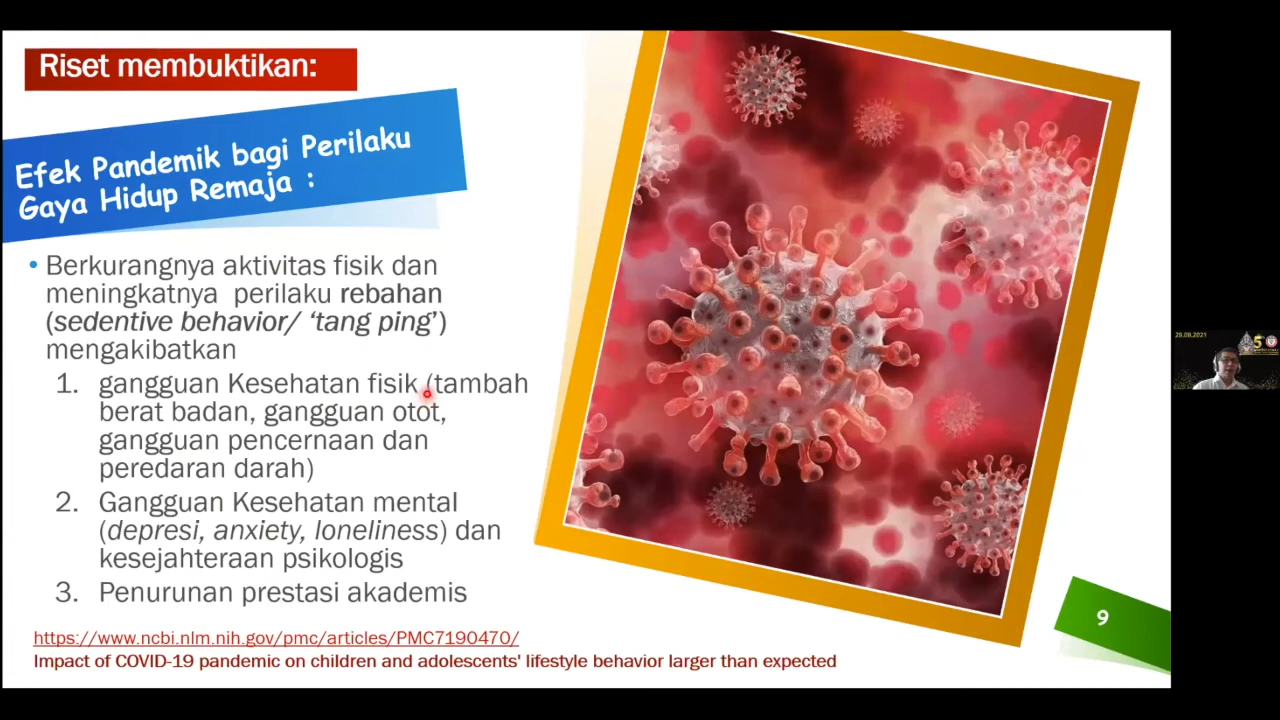 Riset membuktikan:
Efek Pandemik bagi Perilaku
Gaya Hidup Remaja :
• Berkurangnya aktivitas fisik dan
meningkatnya perilaku rebahan
(sedentive behavior/ ‘tang ping’)
mengakibatkan
1. gangguan Kesehatan fisik (tambah
berat badan, gangguan otot,
gangguan pencernaan dan
peredaran darah)
2. Gangguan Kesehatan mental
(depresi, anxiety, loneliness) dan
kesejahteraan psikologis
3. Penurunan prestasi akademis
https://www.ncbi.nlm.nih.gov/pmc/articles/PMC7190470/
Impact of COVID-19 pandemic on children and adolescents' lifestyle behavior larger than expected
9
28.08.2021